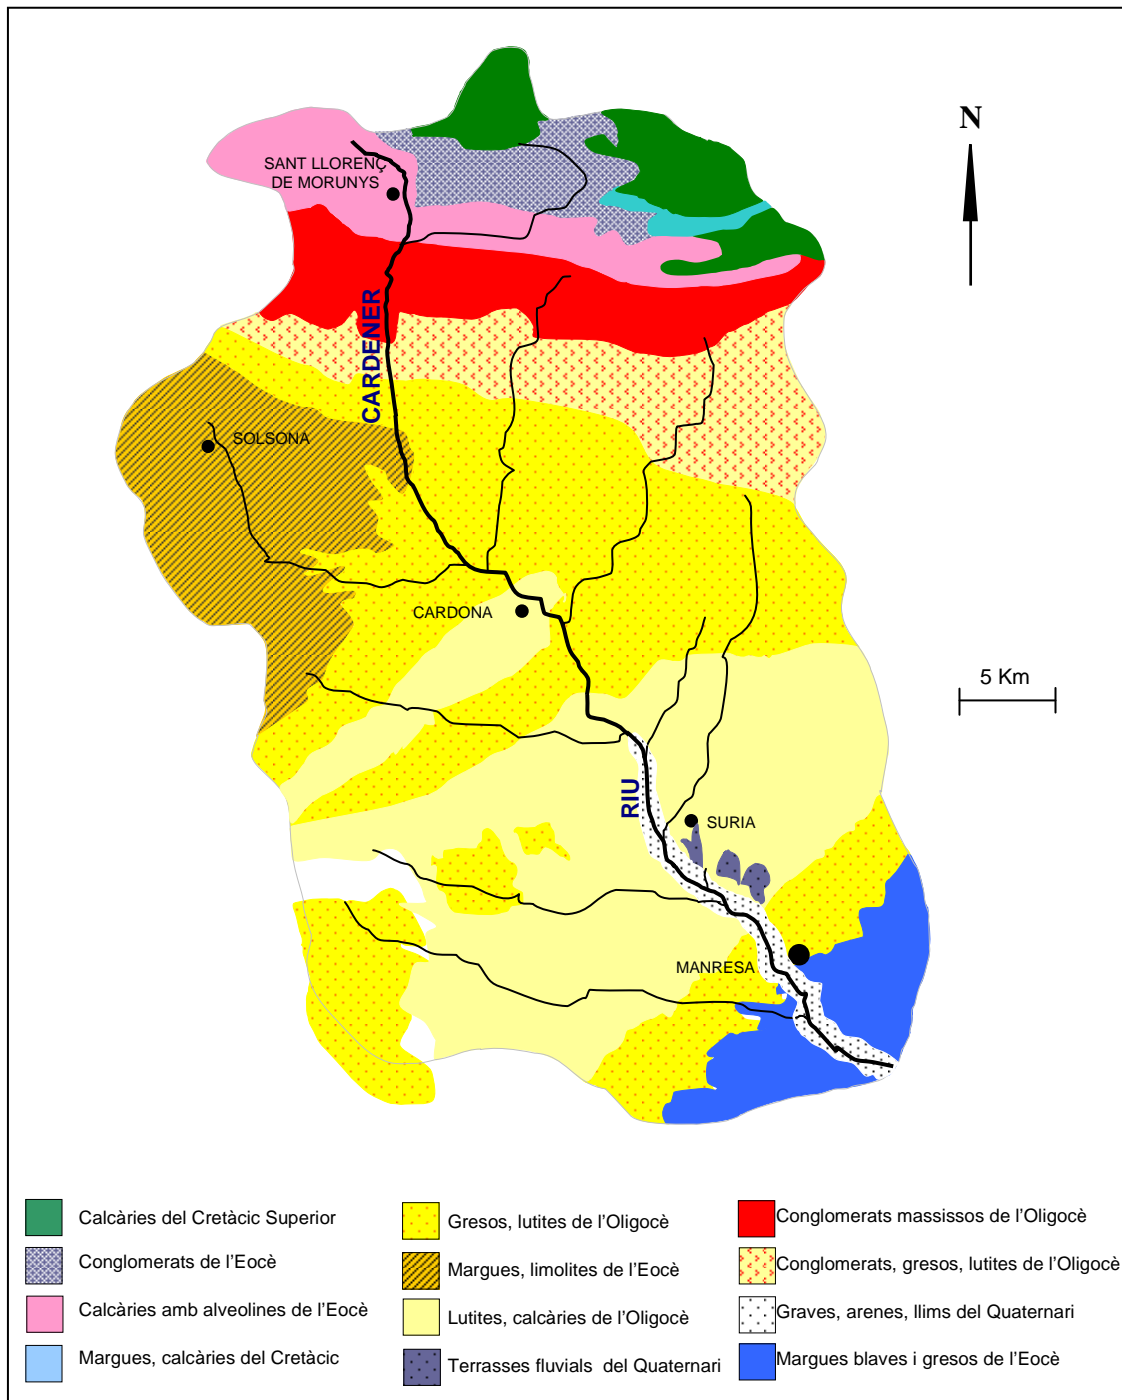 N
SANT LLORENÇ
DE MORUNYS
CARDENER
SOLSONA
CARDONA
5 Km
RIU
SURIA
MANRESA
Calcàries del Cretàcic Superior
Conglomerats de l’Eocè
Calcàries amb alveolines de l’Eocè
Margues, calcàries del Cretàcic
Gresos, lutites de l’Oligocè
Margues, limolites de l’Eocè
Lutites, calcàries de l’Oligocè
Terrasses fluvials del Quaternari
Conglomerats massissos de l’Oligocè
Conglomerats, gresos, lutites de l’Oligocè
Graves, arenes, llims del Quaternari
Margues blaves i gresos de l’Eocè